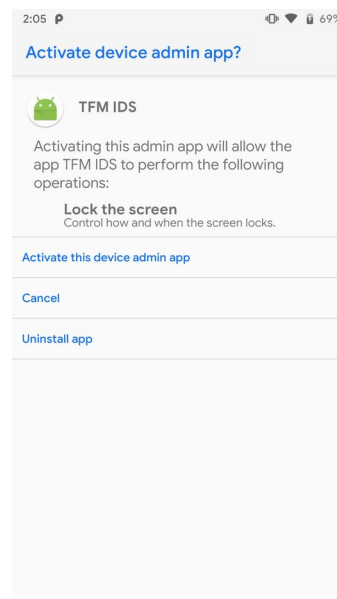 2:05 69%
Activate device admin app?
TFM IDS
Activating this admin app will allow the
app TFM IDS to perform the following
operations:
Lock the screen
Control how and when the screen locks.
Activate this device admin app
Cancel
Uninstall app